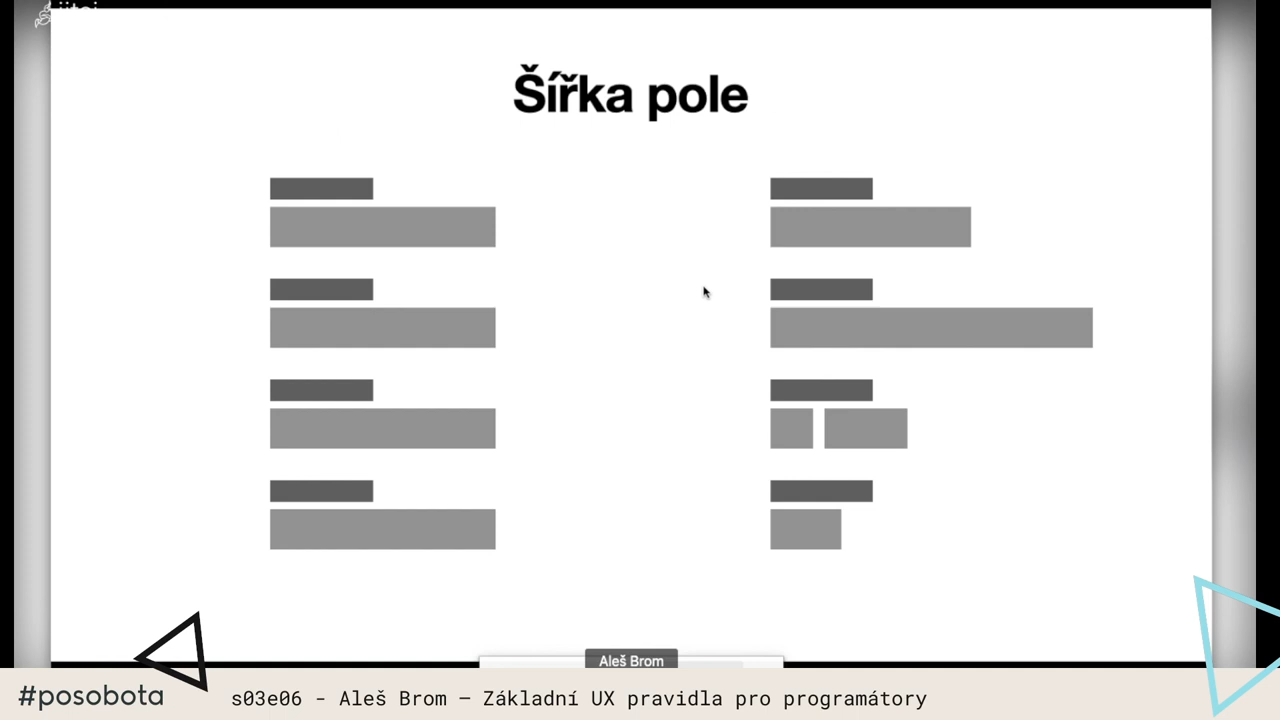 Šířka pole
Aleš Brom
#posobota
s03e06 - Aleš Brom — Základní UX pravidla pro programátory